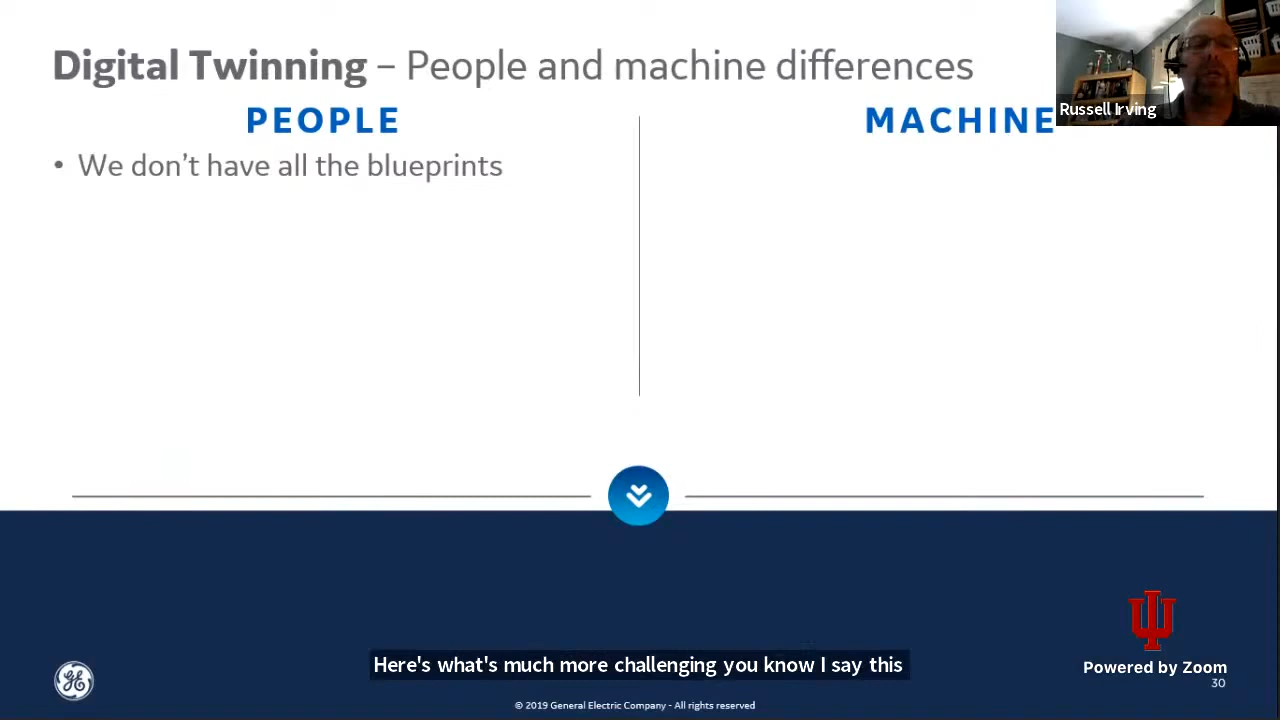 Digital Twinning – People and machine differences
PEOPLE
MACHINE
Russell Irving
• We don't have all the blueprints
Here's what's much more challenging you know I say this
Powered by Zoom
30
GE
© 2019 General Electric Company - All rights reserved